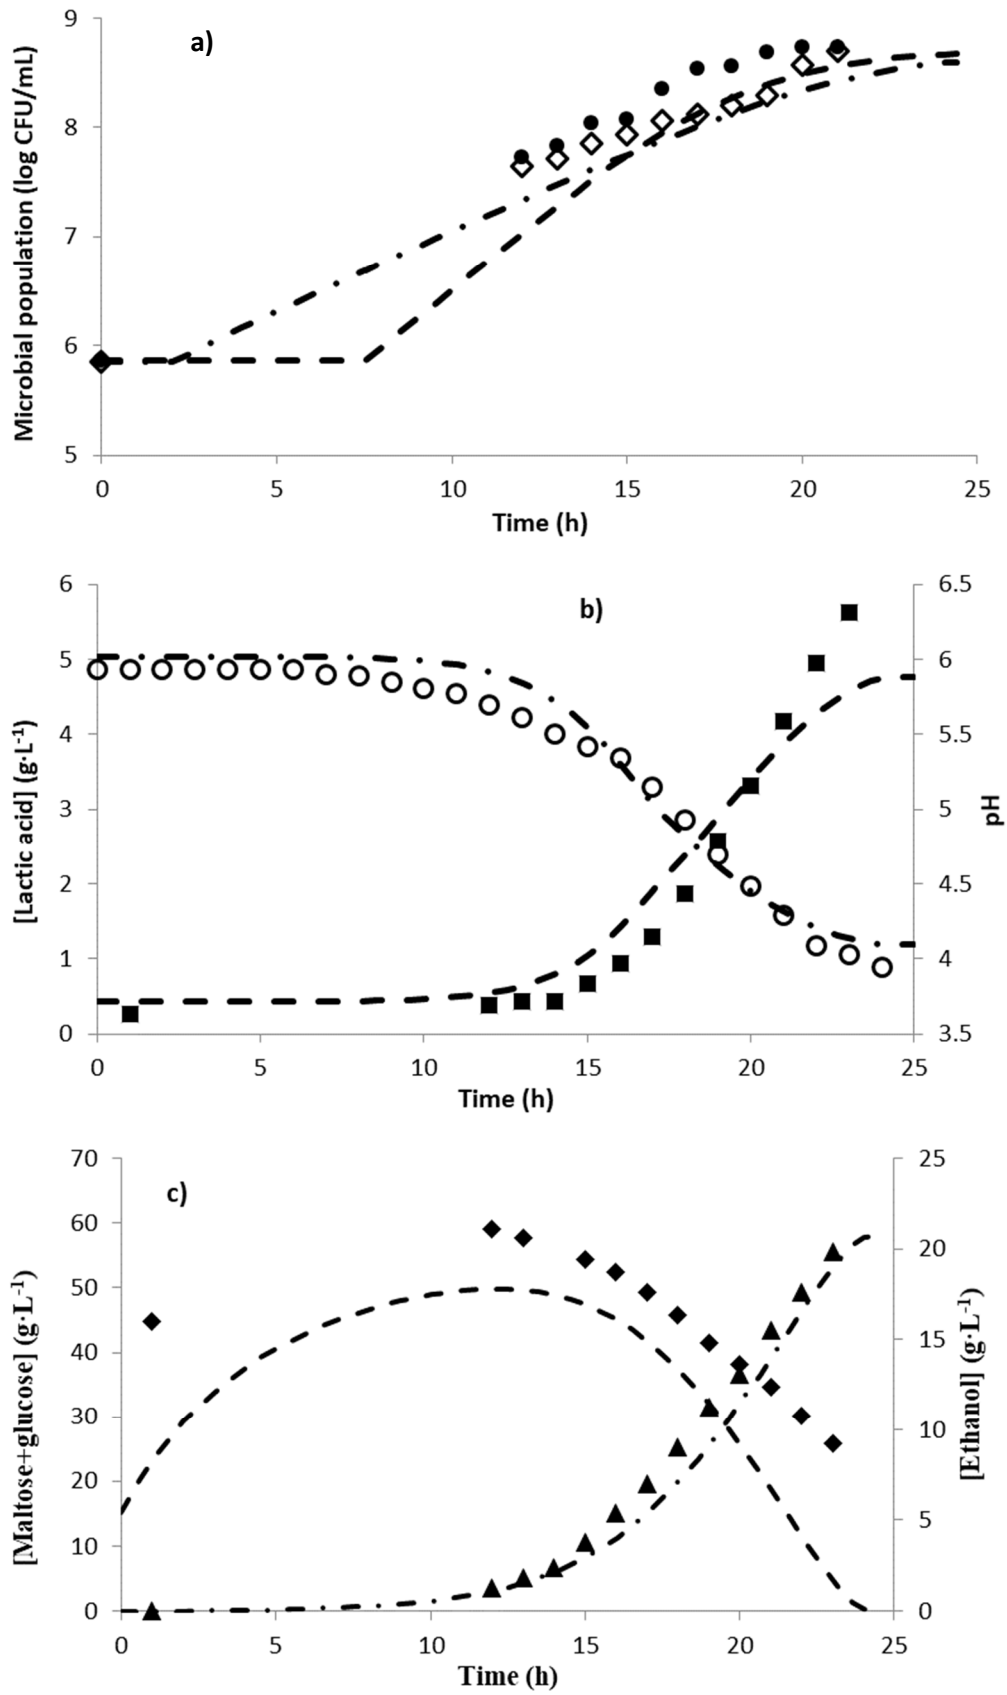 a)
Microbial population (log CFU/mL)
9
8
7
6
5
0 5 10 15 20 25
Time (h)
b)
[Lactic acid] (g·L⁻¹)
6
5
4
3
2
1
0
6.5
6
5.5
5
4.5
4
3.5
pH
0 5 10 15 20 25
Time (h)
c)
[Maltose+glucose] (g·L⁻¹)
70
60
50
40
30
20
10
0
25
20
15
10
5
0
[Ethanol] (g·L⁻¹)
0 5 10 15 20 25
Time (h)